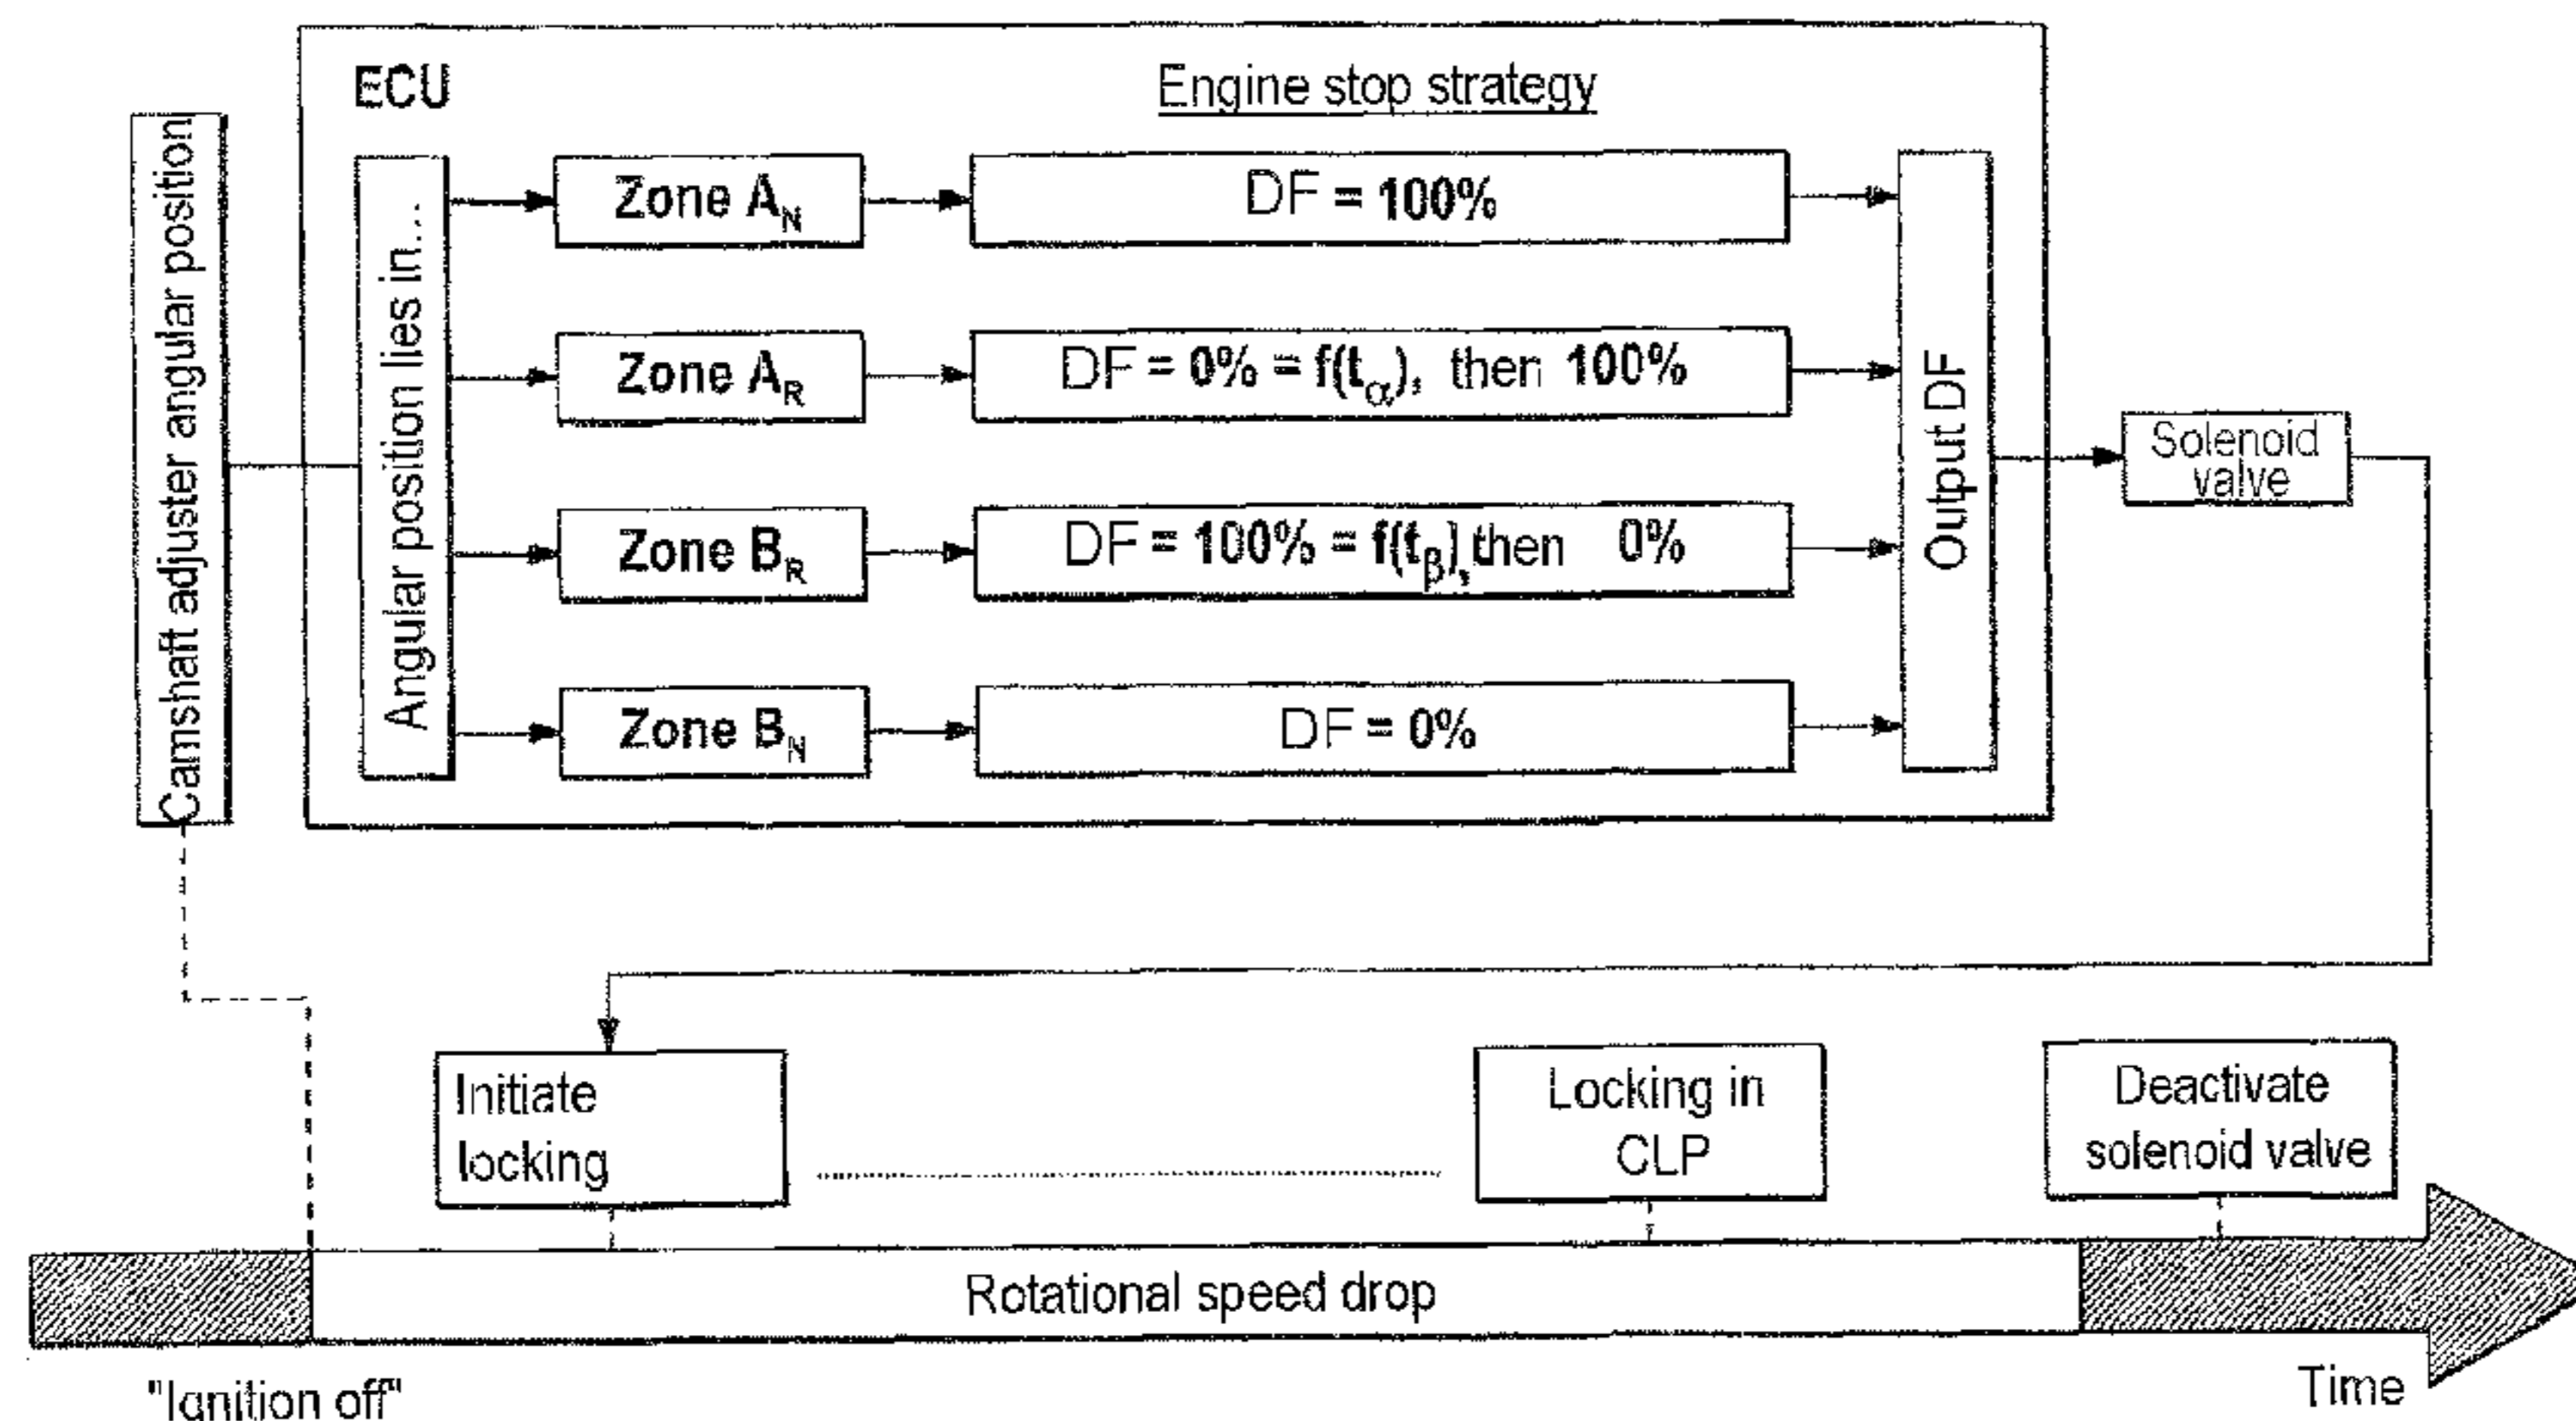 ECU
Engine stop strategy
Camshaft adjuster angular position
Angular position lies in...
Zone A_N
DF = 100%
Zone A_R
DF = 0% = f(t_α), then 100%
Zone B_R
DF = 100% = f(t_β), then 0%
Zone B_N
DF = 0%
Output DF
Solenoid
valve
Initiate
locking
Locking in
CLP
Deactivate
solenoid valve
Rotational speed drop
"Ignition off"
Time